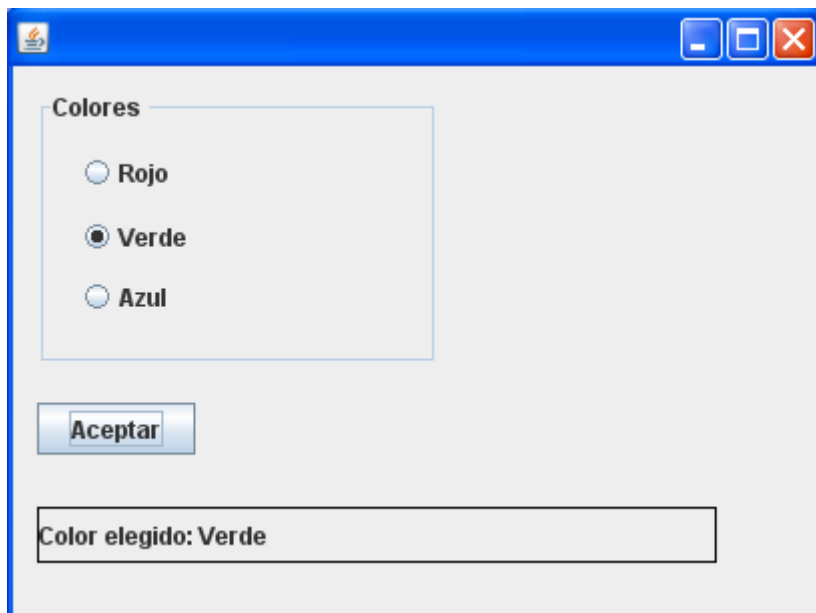 Colores
Rojo
Verde
Azul
Aceptar
Color elegido: Verde